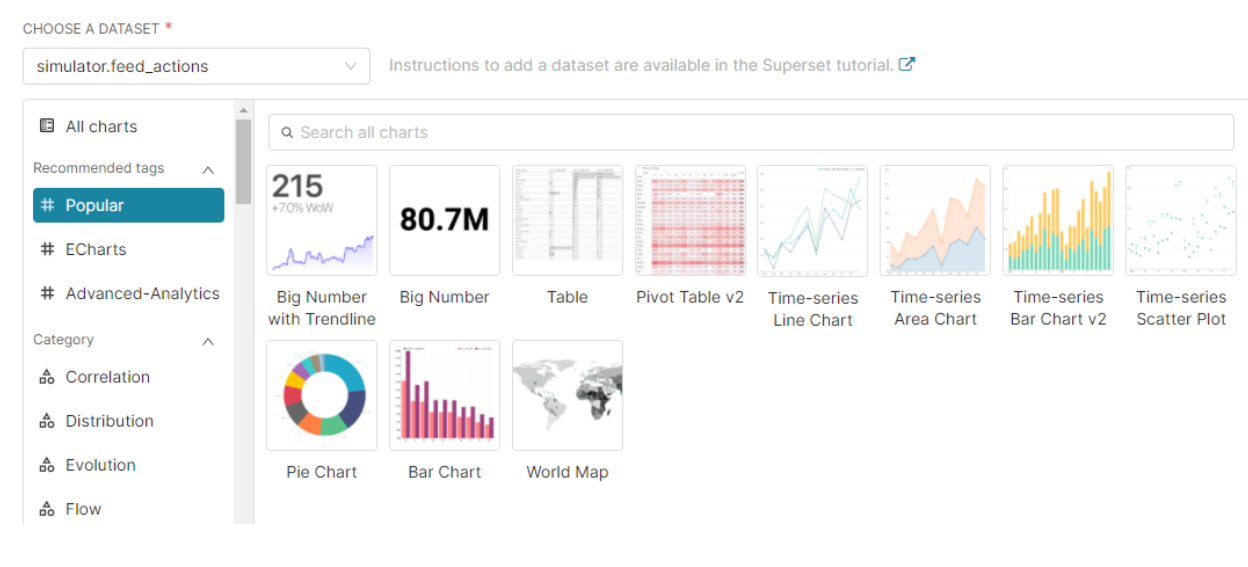 CHOOSE A DATASET *
simulator.feed_actions
Instructions to add a dataset are available in the Superset tutorial.
All charts
Recommended tags
# Popular
# ECharts
# Advanced-Analytics
Category
Correlation
Distribution
Evolution
Flow
Search all charts
215
+7.0% WoW
80.7M
Big Number
with Trendline
Big Number
Table
Pivot Table v2
Time-series
Line Chart
Time-series
Area Chart
Time-series
Bar Chart v2
Time-series
Scatter Plot
Pie Chart
Bar Chart
World Map